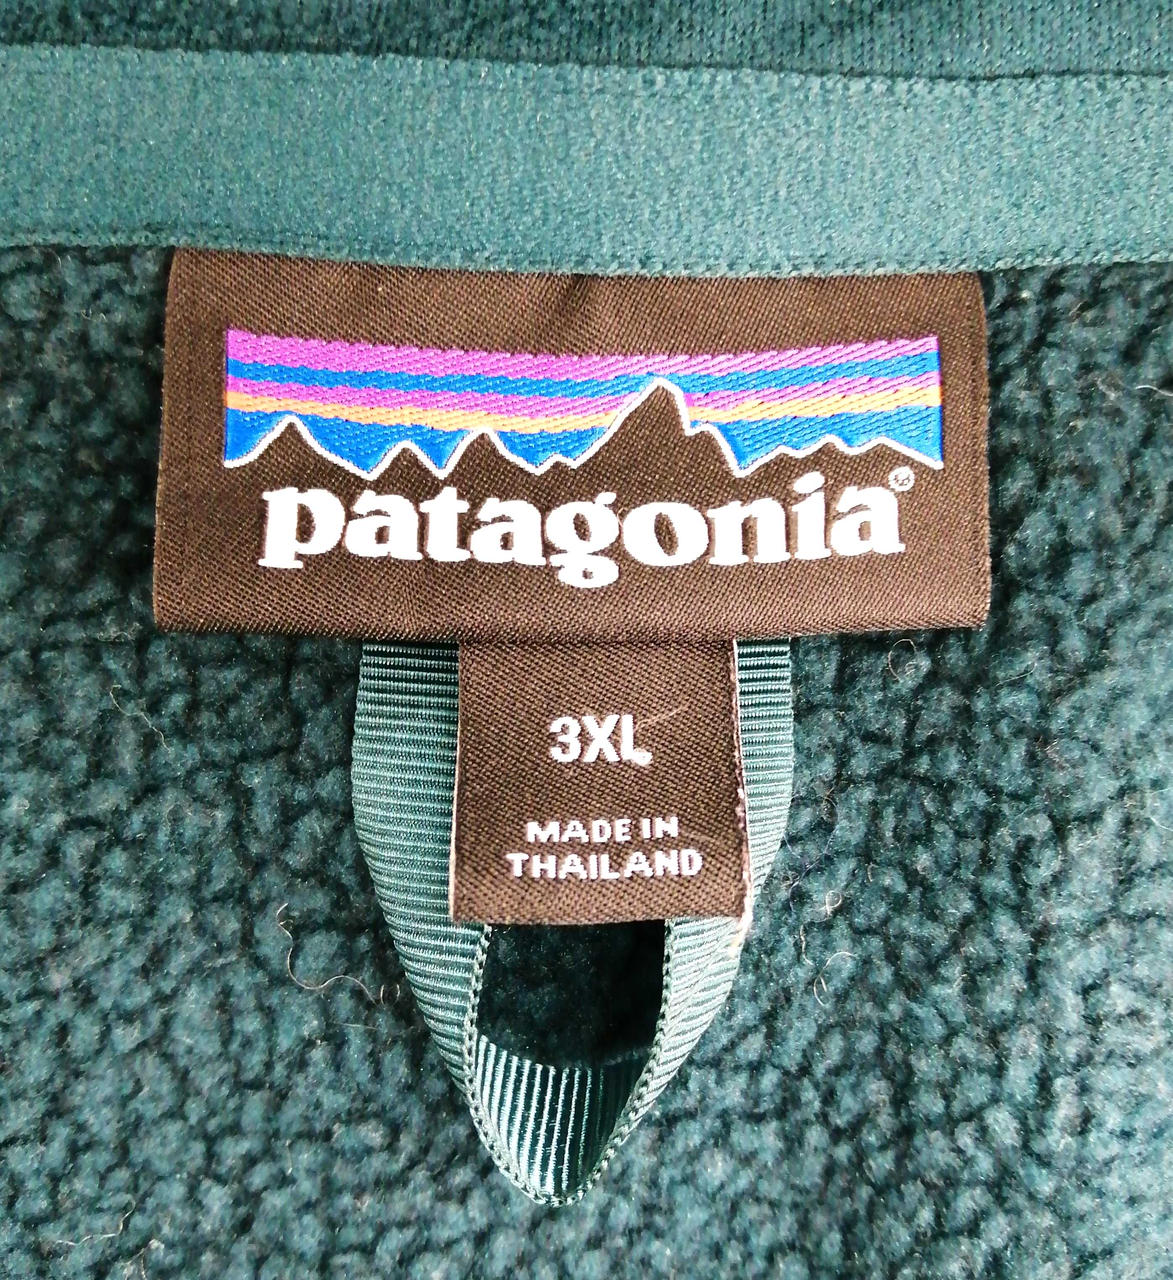 patagonia®
3XL
MADE IN
THAILAND